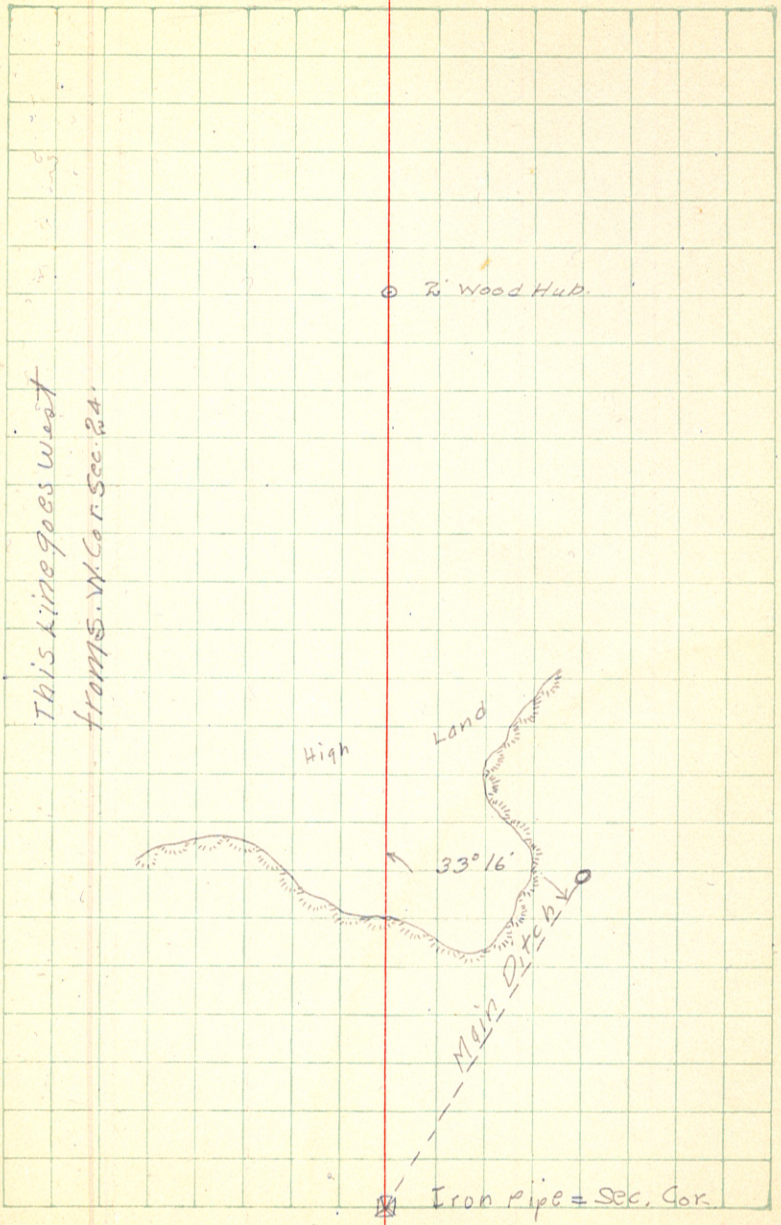 2" Wood Hub.
This Line goes West
from S. W. Cor. Sec. 24.
High Land
33° 16'
Main Ditch
Iron pipe = Sec. Cor.